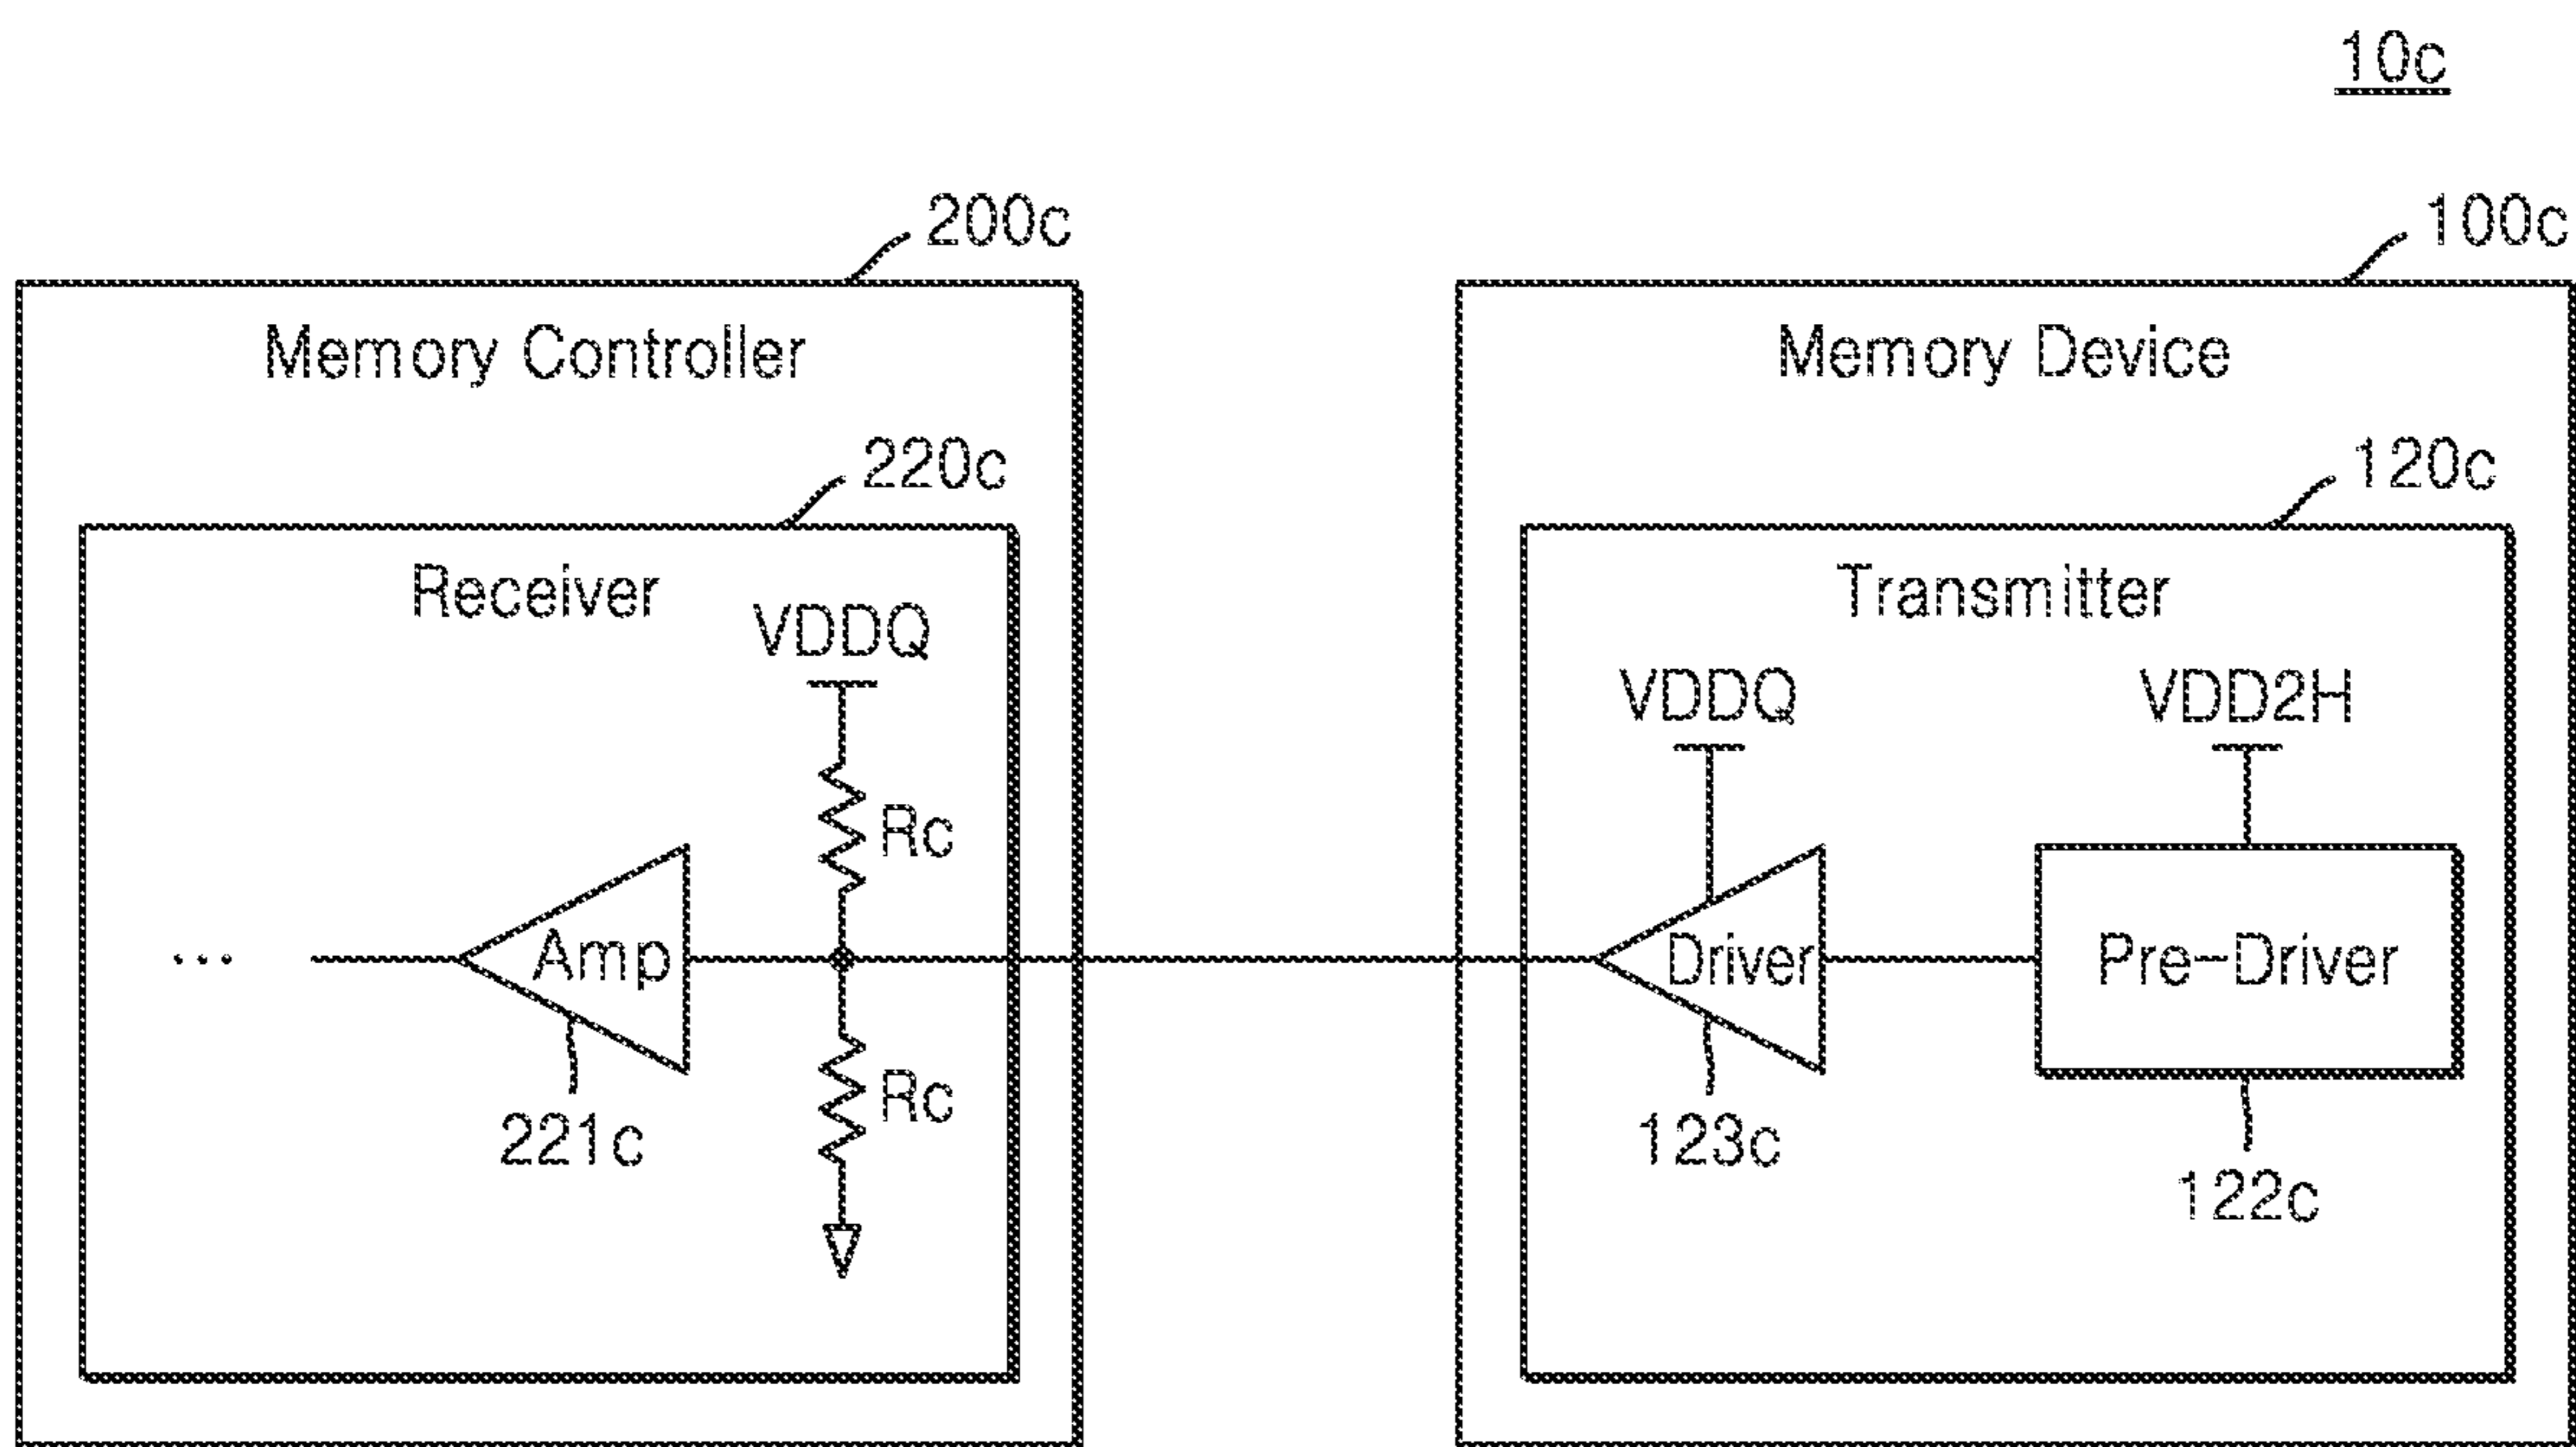 10c
200c
100c
Memory Controller
Memory Device
220c
120c
Receiver
Transmitter
VDDQ
VDDQ
VDD2H
Rc
Amp
Driver
Pre-Driver
Rc
221c
123c
122c
...